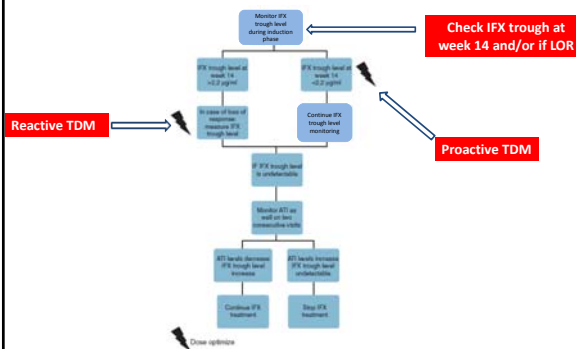 Monitor IFX
trough level
during induction
phase
Check IFX trough at
week 14 and/or if LOR
IFX trough level at
week 14
IFX trough level at
week 14
<2.2 µg/ml
Reactive TDM
In case of loss of
response
measure IFX
trough level
Continue IFX
trough level
monitoring
Proactive TDM
IF IFX trough level
is undetectable
Monitor ATI as
well on two
consecutive visits
ATI levels decrease
IFX trough level
increase
ATI levels increase
IFX trough level
undetectable
Continue IFX
treatment
Stop IFX
treatment
Dose optimize